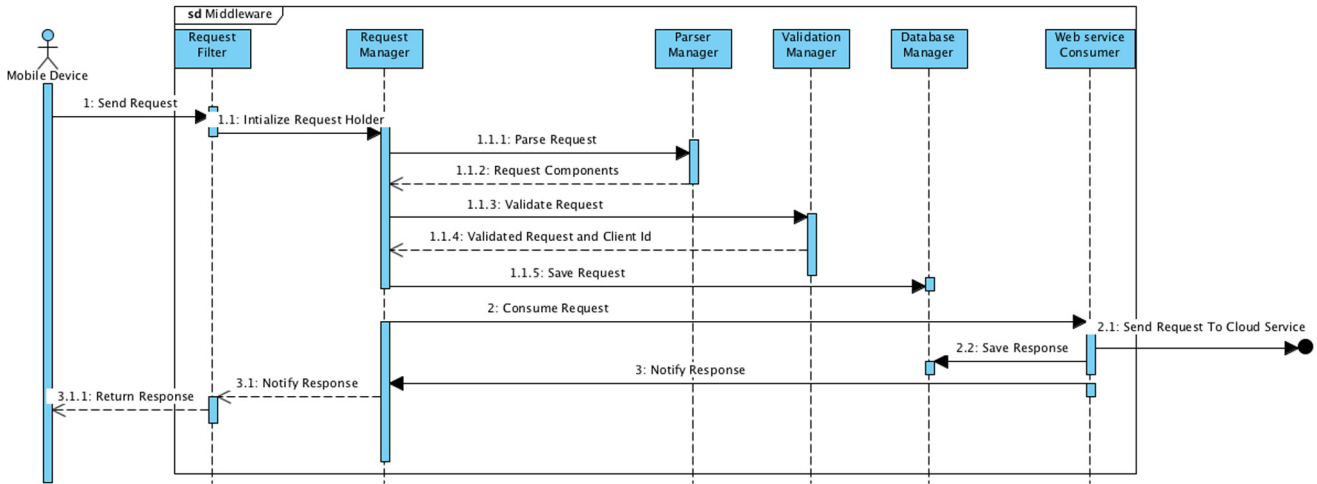 sd Middleware
Request
Filter
Request
Manager
Parser
Manager
Validation
Manager
Database
Manager
Web service
Consumer
Mobile Device
1: Send Request
1.1: Intialize Request Holder
1.1.1: Parse Request
1.1.2: Request Components
1.1.3: Validate Request
1.1.4: Validated Request and Client Id
1.1.5: Save Request
2: Consume Request
2.1: Send Request To Cloud Service
2.2: Save Response
3: Notify Response
3.1: Notify Response
3.1.1: Return Response